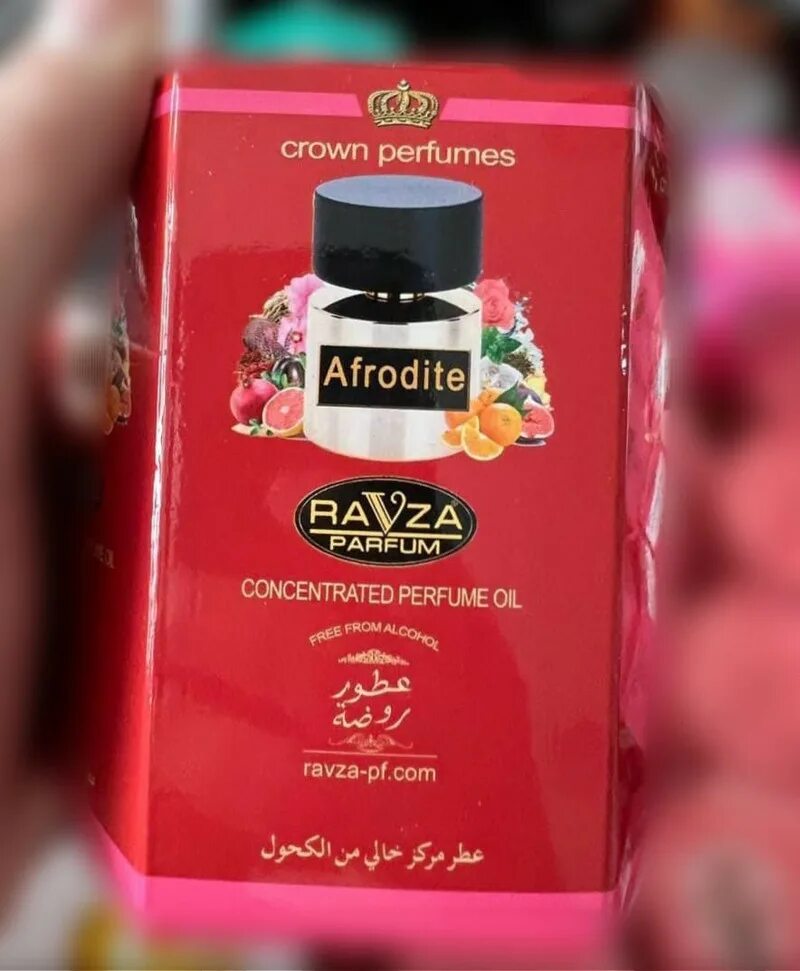 crown perfumes
Afrodite
RAVZA
PARFUM
CONCENTRATED PERFUME OIL
FREE FROM ALCOHOL
عطور
روضة
ravza-pf.com
عطر مركز خالي من الكحول